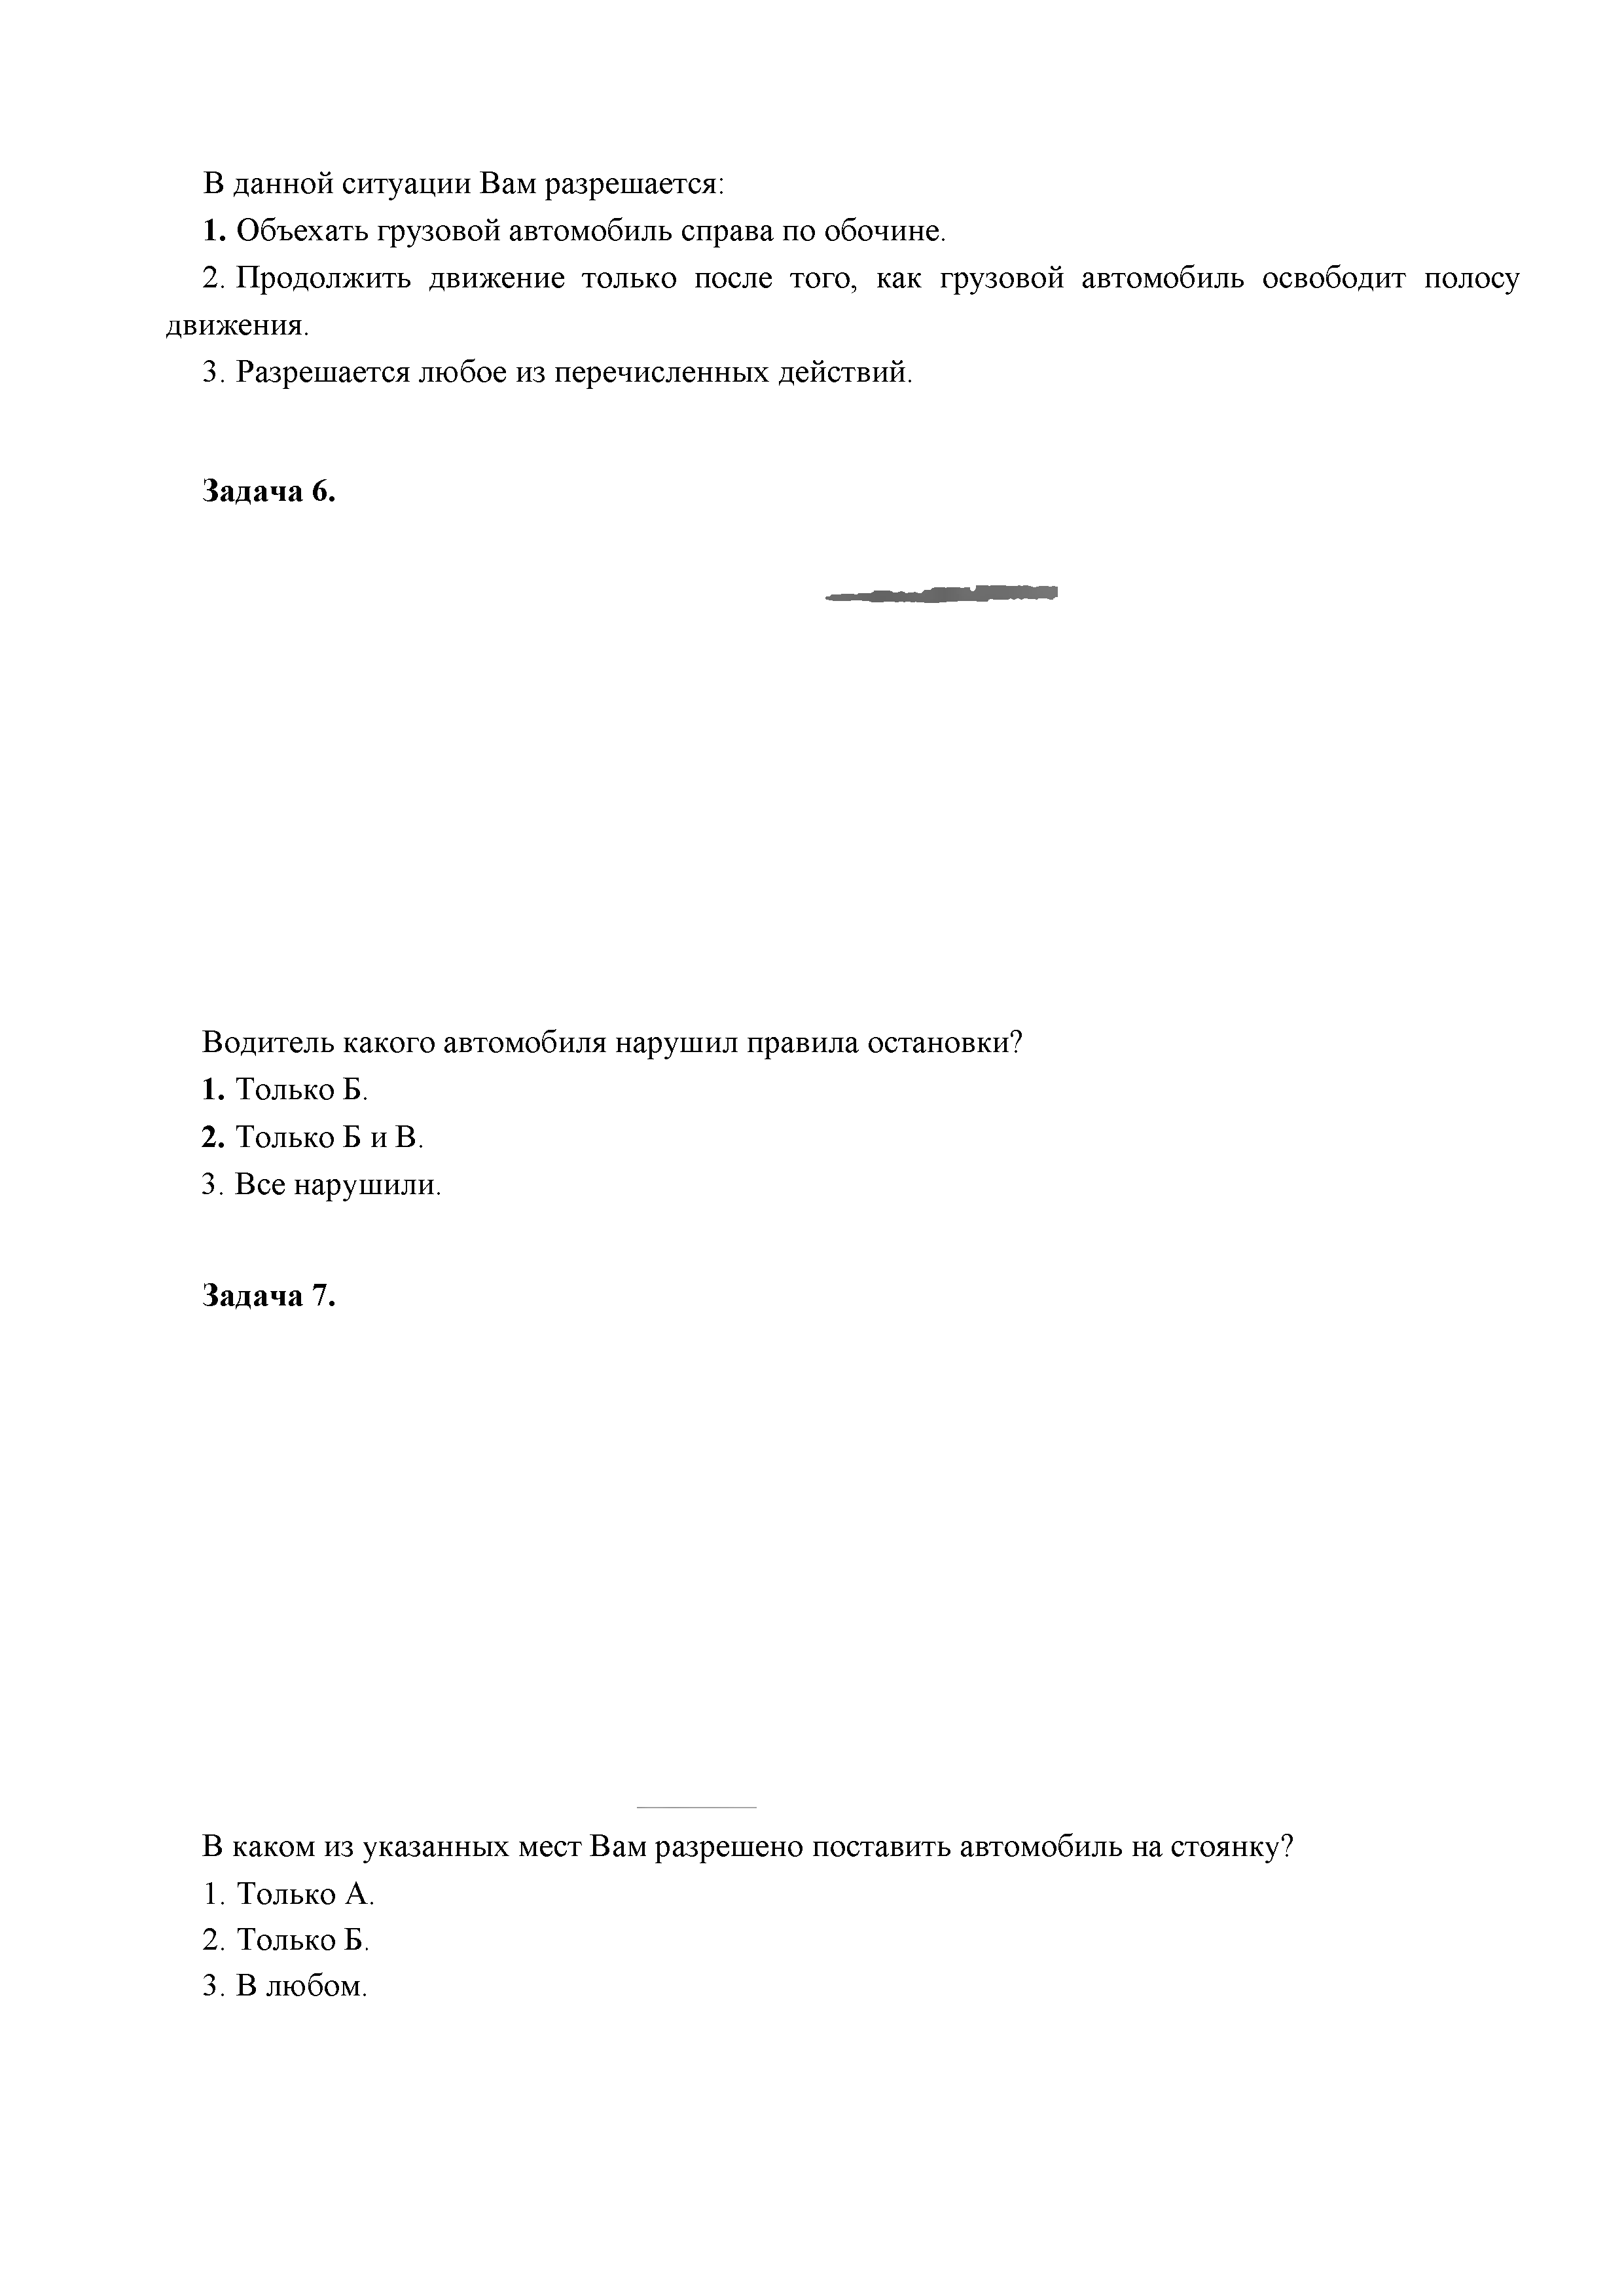 В данной ситуации Вам разрешается:
1. Объехать грузовой автомобиль справа по обочине.
2. Продолжить движение только после того, как грузовой автомобиль освободит полосу
движения.
3. Разрешается любое из перечисленных действий.
Задача 6.
Водитель какого автомобиля нарушил правила остановки?
1. Только Б.
2. Только Б и В.
3. Все нарушили.
Задача 7.
В каком из указанных мест Вам разрешено поставить автомобиль на стоянку?
1. Только А.
2. Только Б.
3. В любом.